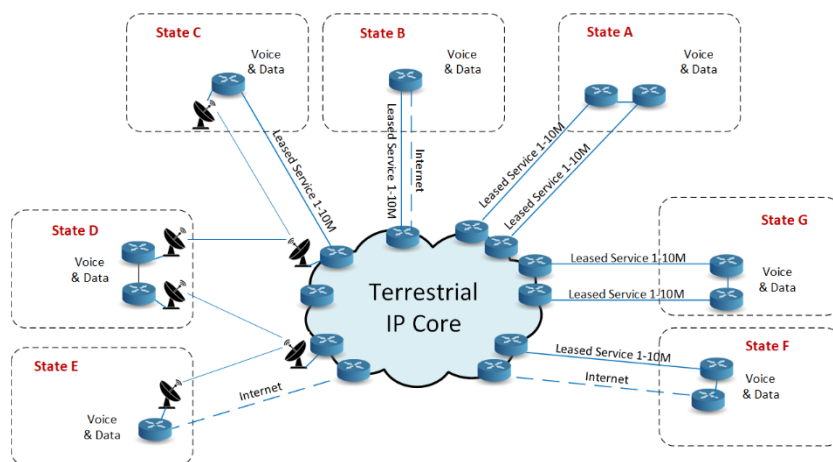 State C
Voice
& Data
State B
Voice
& Data
State A
Voice
& Data
Leased Service 1-10M
Leased Service 1-10M
Internet
Leased Service 1-10M
Leased Service 1-10M
State D
Voice
& Data
State G
Leased Service 1-10M
Voice
& Data
Leased Service 1-10M
Terrestrial
IP Core
State E
Voice
& Data
Internet
State F
Leased Service 1-10M
Internet
Voice
& Data